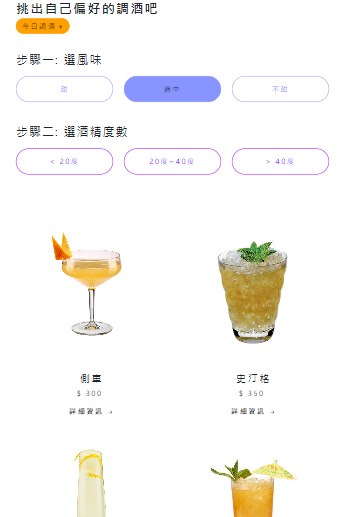 挑出自己偏好的調酒吧
今日調酒 →
步驟一: 選風味
甜 適中 不甜
步驟二: 選酒精度數
< 20度 20度~40度 > 40度
側車 史汀格
$ 300 $ 350
詳細資訊 → 詳細資訊 →